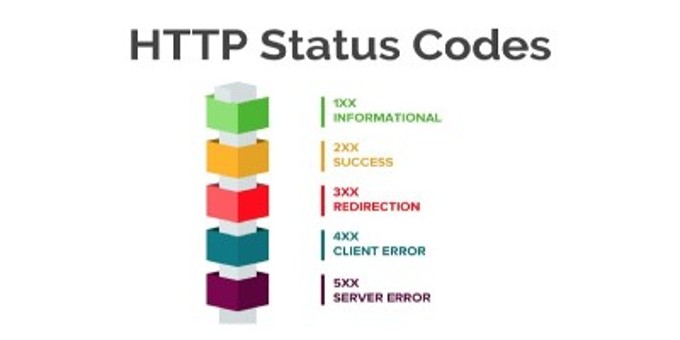 HTTP Status Codes
1XX
INFORMATIONAL
2XX
SUCCESS
3XX
REDIRECTION
4XX
CLIENT ERROR
5XX
SERVER ERROR